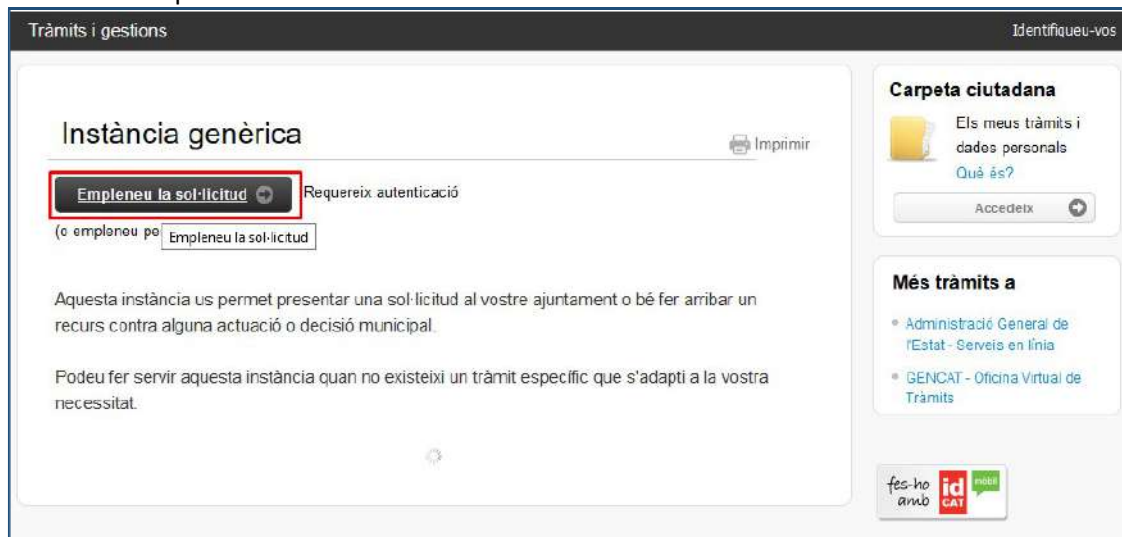 Tràmits i gestions
Identifiqueu-vos
Instància genèrica
Imprimir
Empleneu la sol·licitud
Requereix autenticació
(o empleneu pe
Empleneu la sol·licitud
Aquesta instància us permet presentar una sol·licitud al vostre ajuntament o bé fer arribar un
recurs contra alguna actuació o decisió municipal.
Podeu fer servir aquesta instància quan no existeixi un tràmit específic que s'adapti a la vostra
necessitat.
Carpeta ciutadana
Els meus tràmits i
dades personals
Què és?
Accedeix
Més tràmits a
Administració General de
l'Estat - Serveis en línia
GENCAT - Oficina Virtual de
Tràmits
fes-ho
amb
id
CAT
mòbil